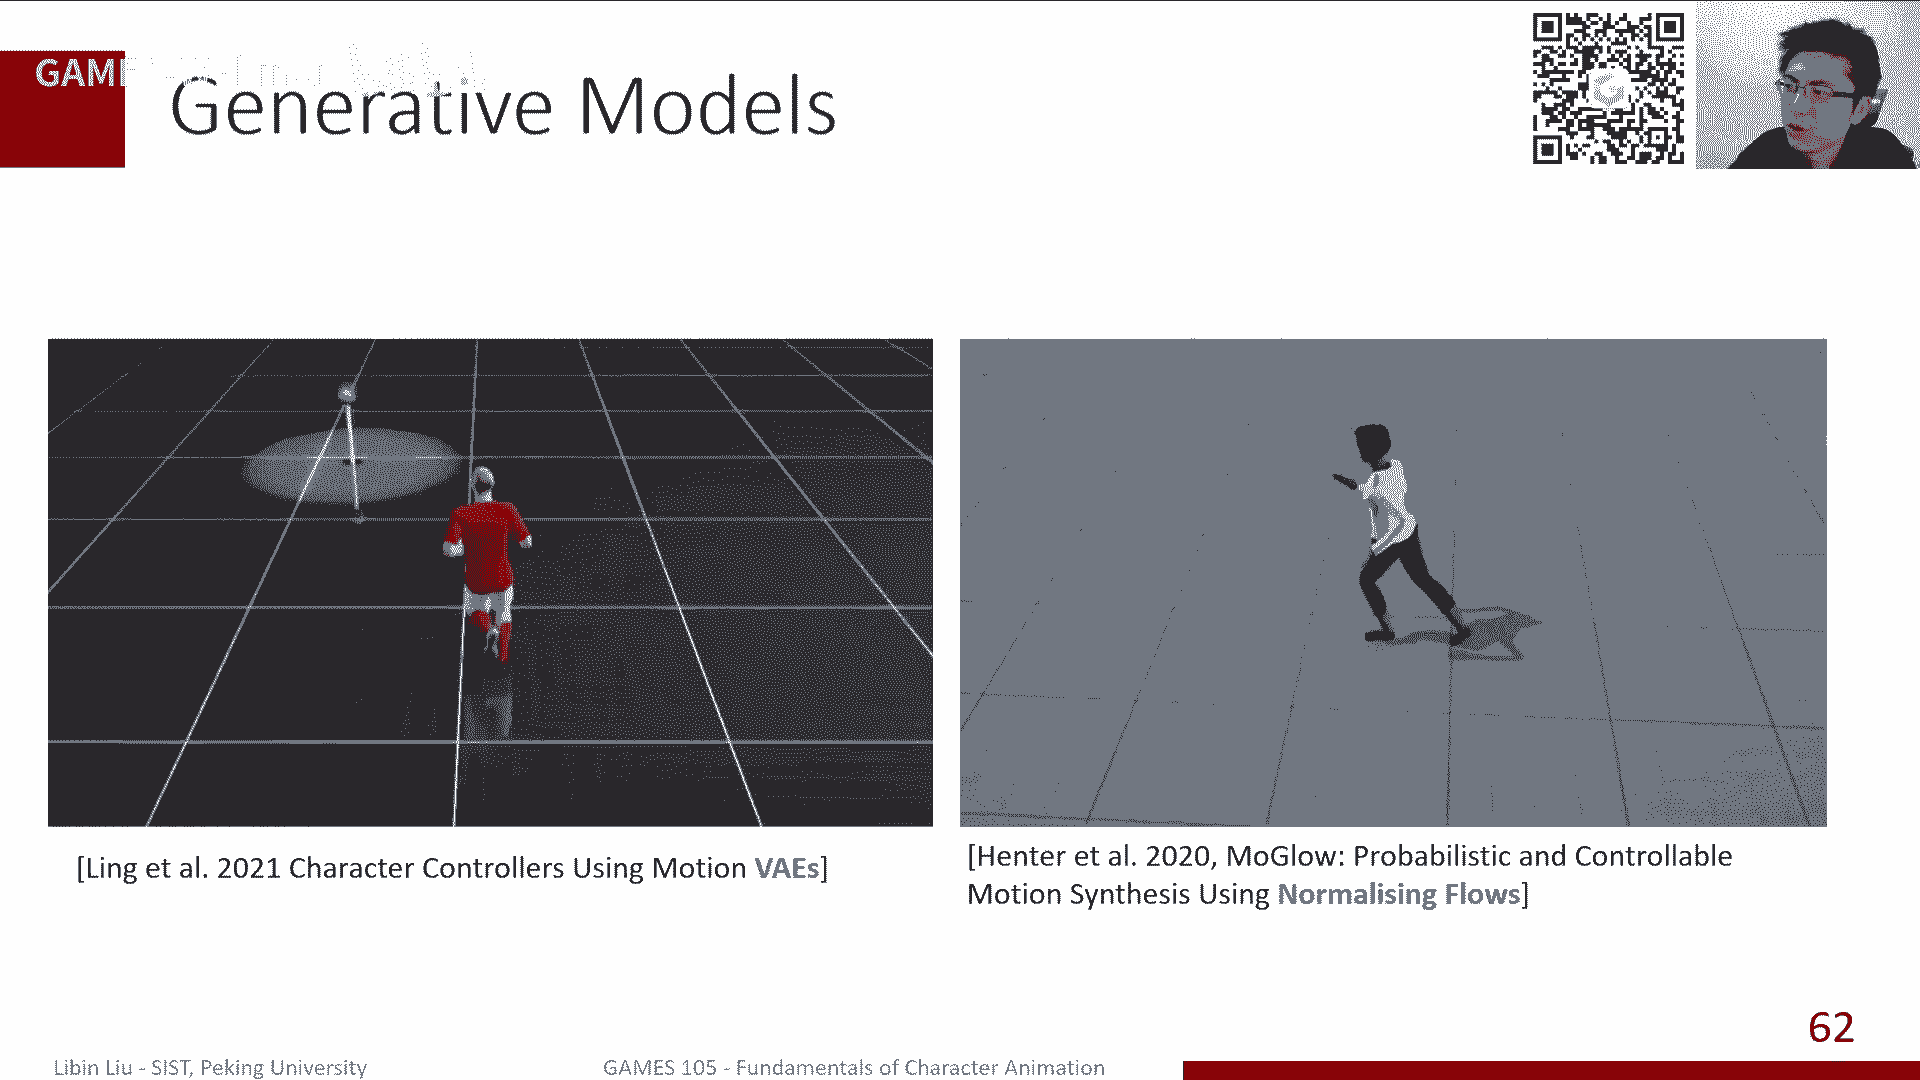 GAM
Generative Models
[Ling et al. 2021 Character Controllers Using Motion VAEs]
[Henter et al. 2020, MoGlow: Probabilistic and Controllable
Motion Synthesis Using Normalising Flows]
62
Libin Liu - SIST, Peking University
GAMES 105 - Fundamentals of Character Animation